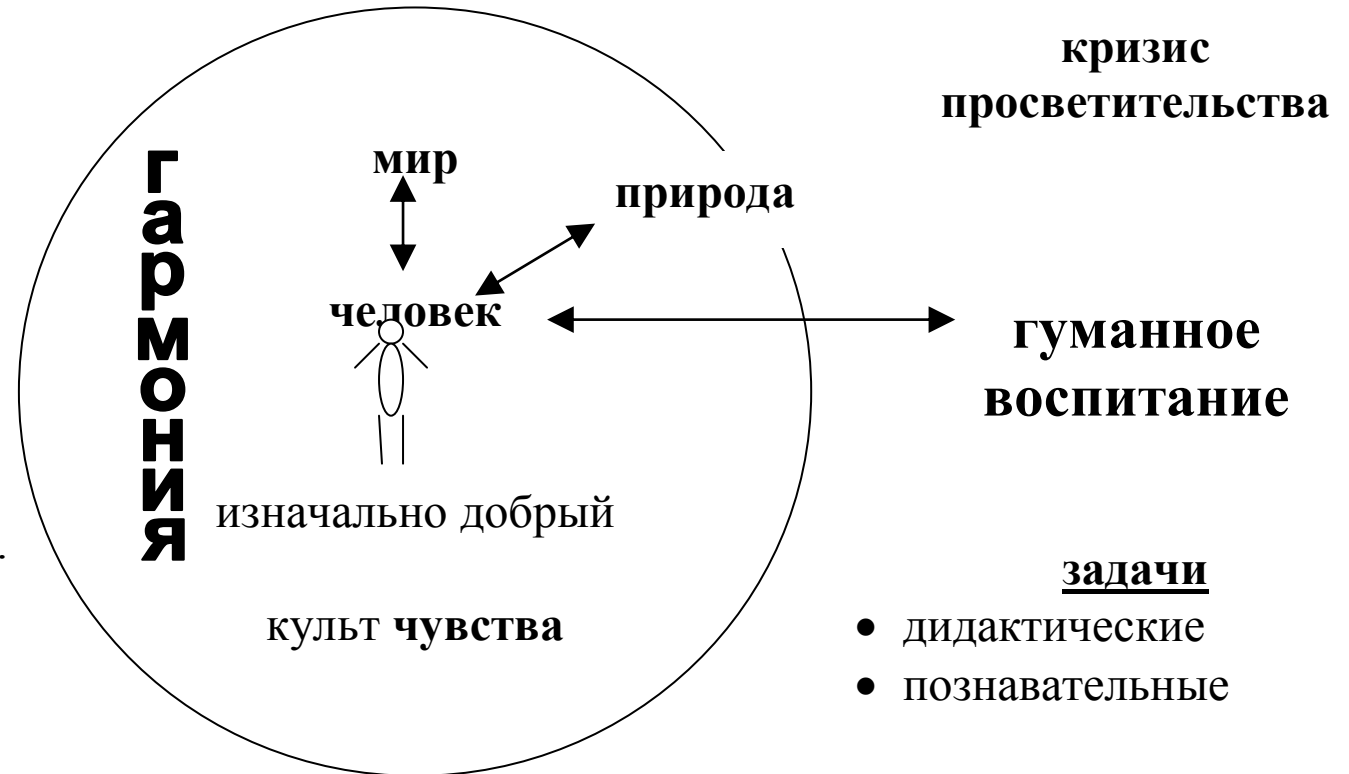 кризис
просветительства
гармония
мир
природа
человек
гуманное
воспитание
изначально добрый
культ чувства
задачи
• дидактические
• познавательные